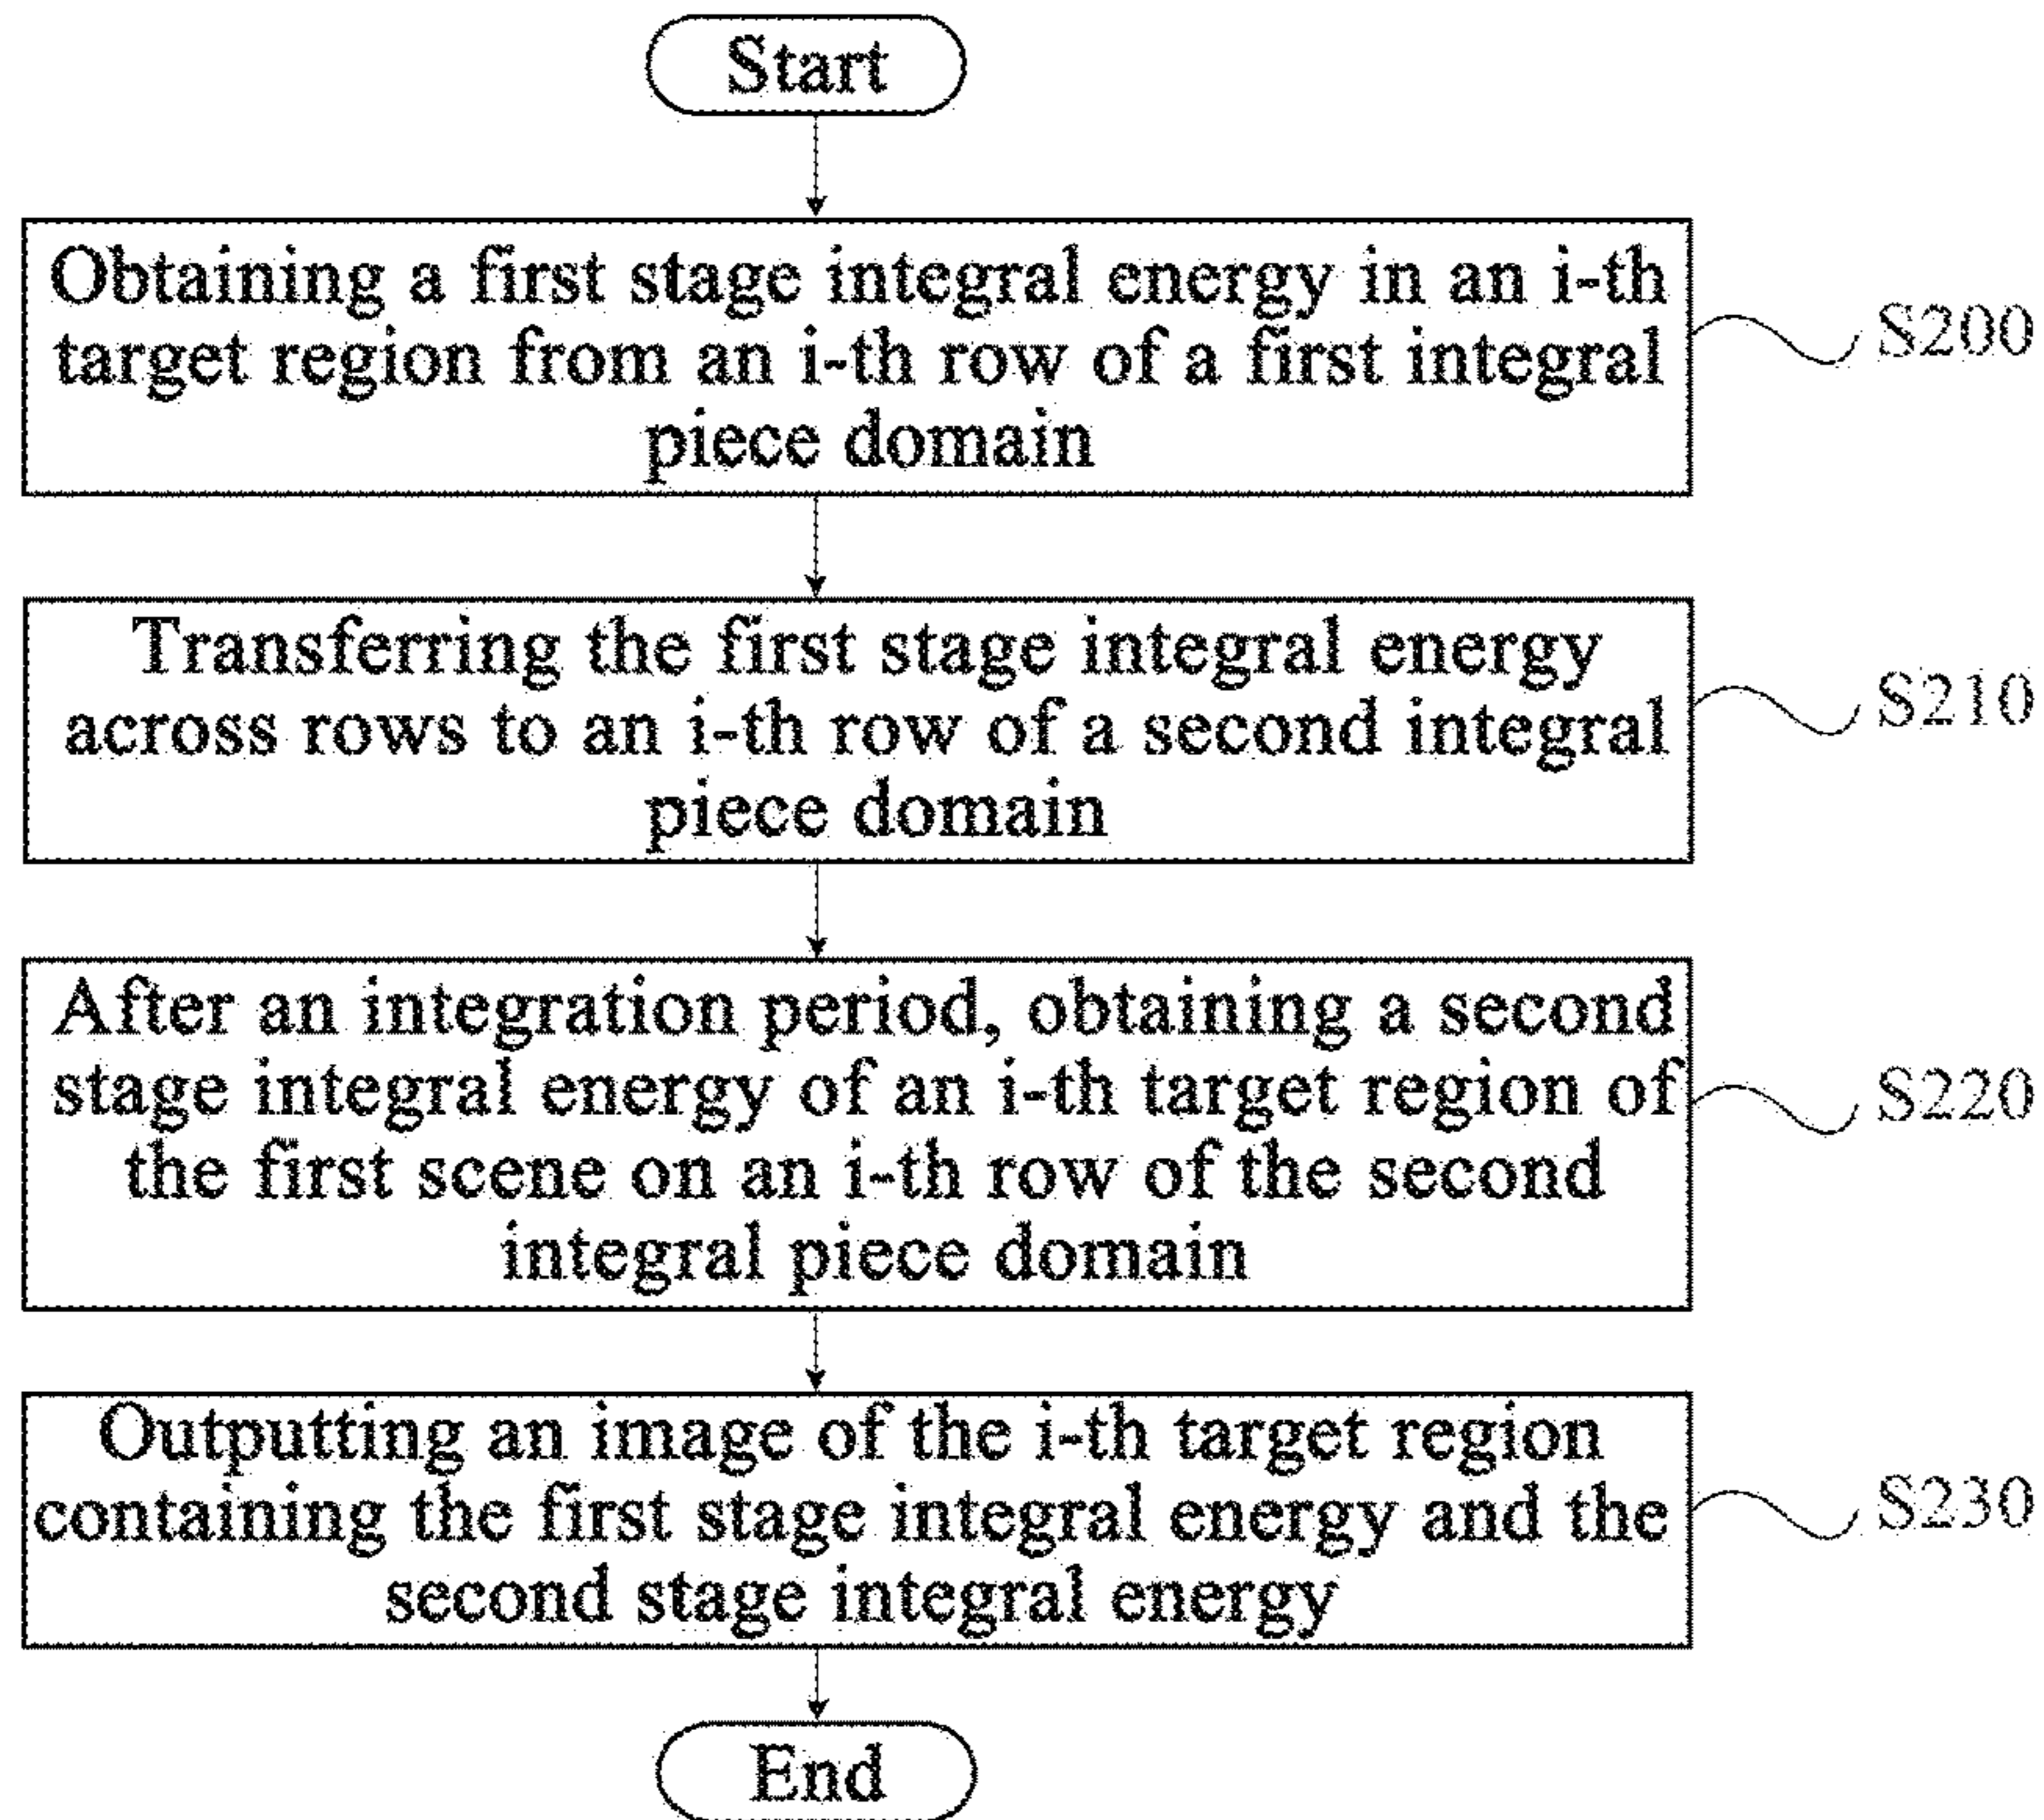 Start
Obtaining a first stage integral energy in an i-th
target region from an i-th row of a first integral
piece domain
S200
Transferring the first stage integral energy
across rows to an i-th row of a second integral
piece domain
S210
After an integration period, obtaining a second
stage integral energy of an i-th target region of
the first scene on an i-th row of the second
integral piece domain
S220
Outputting an image of the i-th target region
containing the first stage integral energy and the
second stage integral energy
S230
End